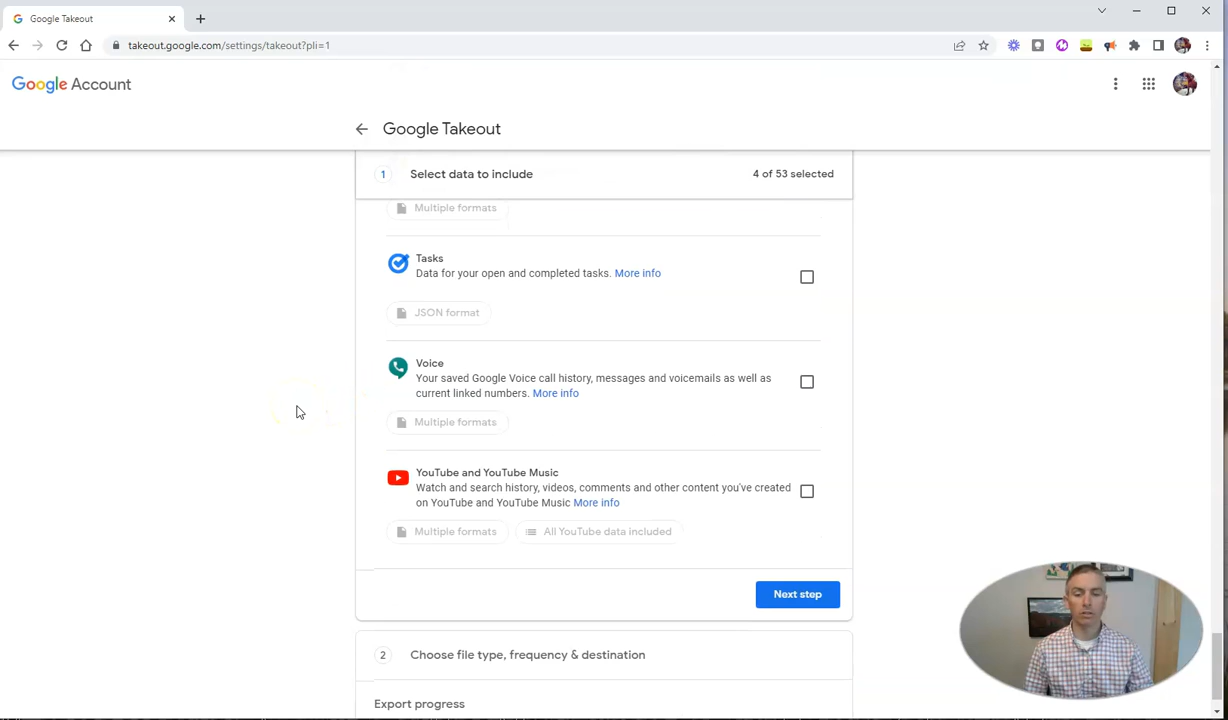 Google Takeout
takeout.google.com/settings/takeout?pli=1
Google Account
Google Takeout
1 Select data to include 4 of 53 selected
Multiple formats
Tasks
Data for your open and completed tasks. More info
JSON format
Voice
Your saved Google Voice call history, messages and voicemails as well as
current linked numbers. More info
Multiple formats
YouTube and YouTube Music
Watch and search history, videos, comments and other content you've created
on YouTube and YouTube Music More info
Multiple formats All YouTube data included
Next step
2 Choose file type, frequency & destination
Export progress